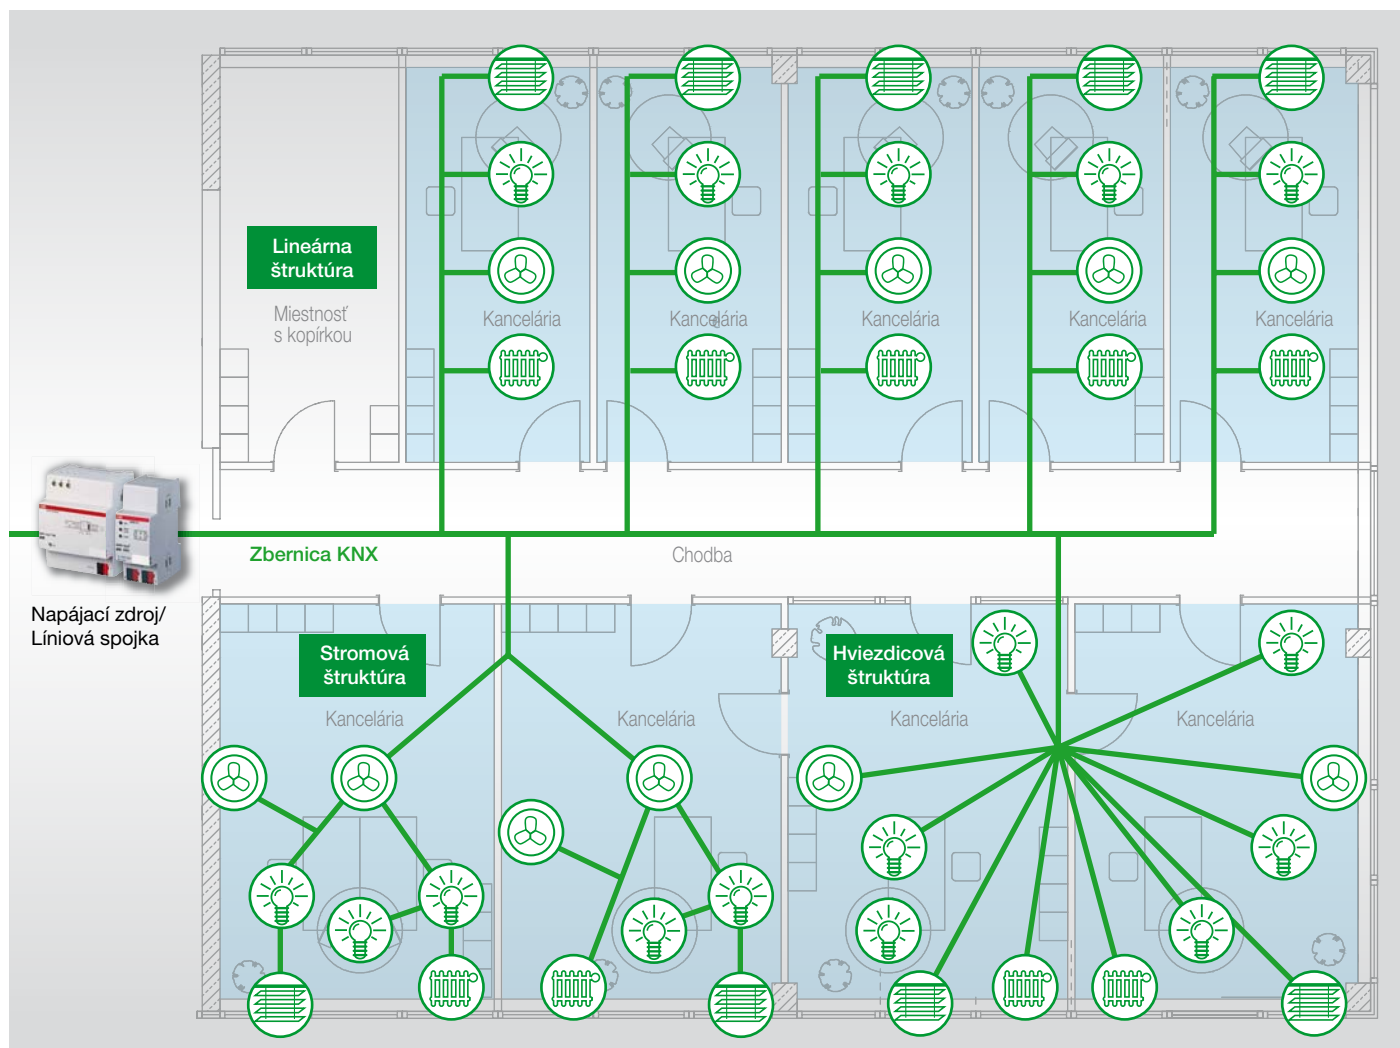 Lineárna
štruktúra
Miestnosť
s kopírkou
Kancelária
Kancelária
Kancelária
Kancelária
Kancelária
Zbernica KNX
Chodba
Napájací zdroj/
Líniová spojka
Stromová
štruktúra
Hviezdicová
štruktúra
Kancelária
Kancelária
Kancelária
Kancelária